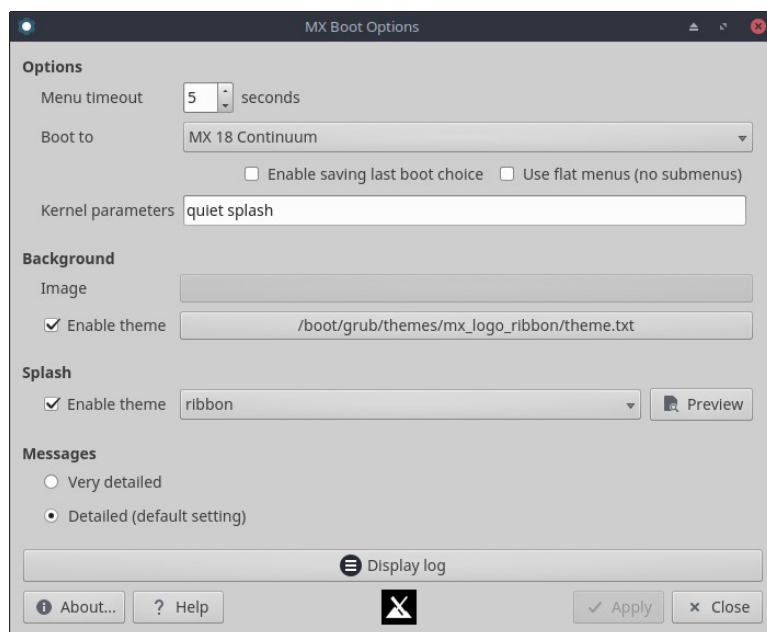 MX Boot Options
Options
Menu timeout 5 seconds
Boot to MX 18 Continuum
Enable saving last boot choice Use flat menus (no submenus)
Kernel parameters quiet splash
Background
Image
Enable theme /boot/grub/themes/mx_logo_ribbon/theme.txt
Splash
Enable theme ribbon Preview
Messages
Very detailed
Detailed (default setting)
Display log
About... ? Help Apply Close